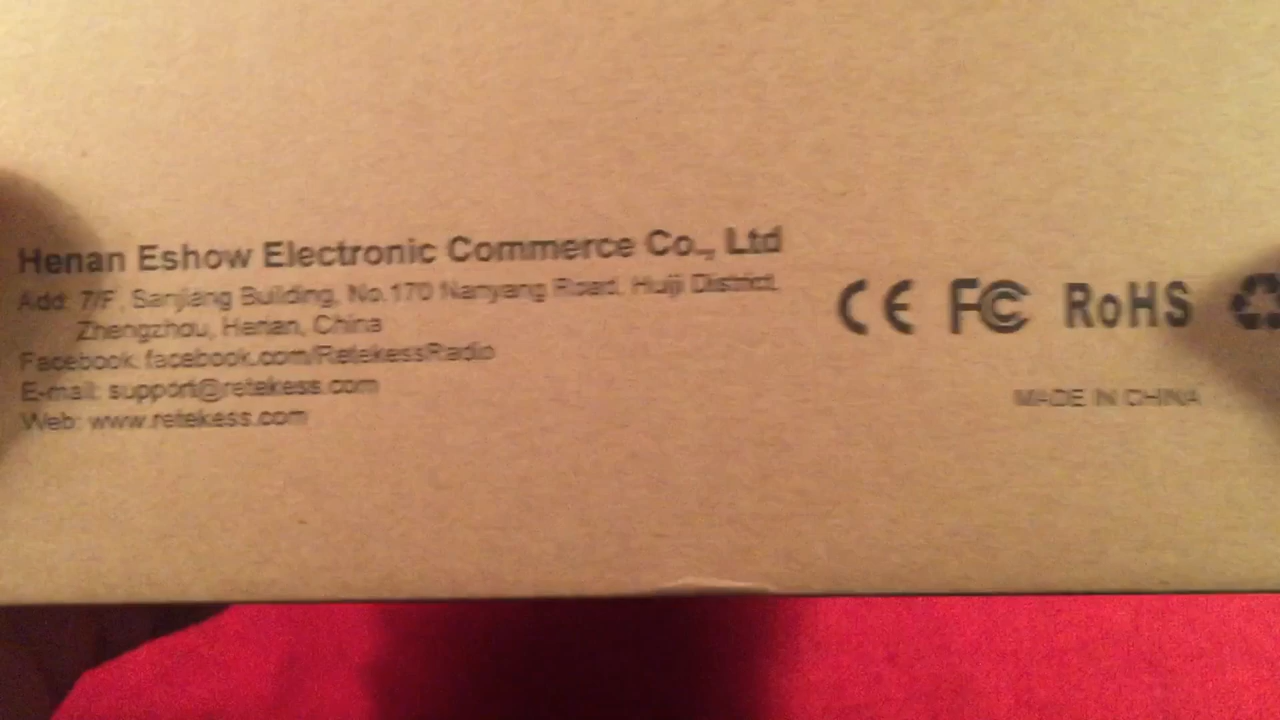 Henan Eshow Electronic Commerce Co., Ltd
Add: 7/F, Sanjiang Building, No.170 Nanyang Road, Huiji District,
Zhengzhou, Henan, China
Facebook: facebook.com/RetekessRadio
E-mail: support@retekess.com
Web: www.retekess.com
CE FC RoHS
MADE IN CHINA